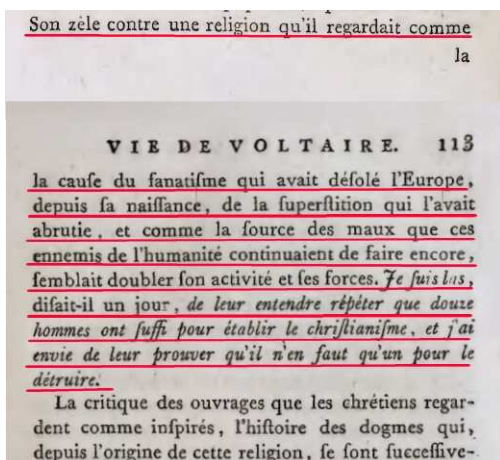 Son zèle contre une religion qu'il regardait comme
la
VIE DE VOLTAIRE. 113
la cauſe du fanatiſme qui avait déſolé l'Europe,
depuis ſa naiſſance, de la ſuperſtition qui l'avait
abrutie, et comme la ſource des maux que ces
ennemis de l'humanité continuaient de faire encore,
ſemblait doubler ſon activité et ſes forces. Je ſuis las,
diſait-il un jour, de leur entendre répéter que douze
hommes ont ſuffi pour établir le chriſtianiſme, et j'ai
envie de leur prouver qu'il n'en faut qu'un pour le
détruire.
La critique des ouvrages que les chrétiens regar-
dent comme inſpirés, l'hiſtoire des dogmes qui,
depuis l'origine de cette religion, ſe ſont ſucceſſive-